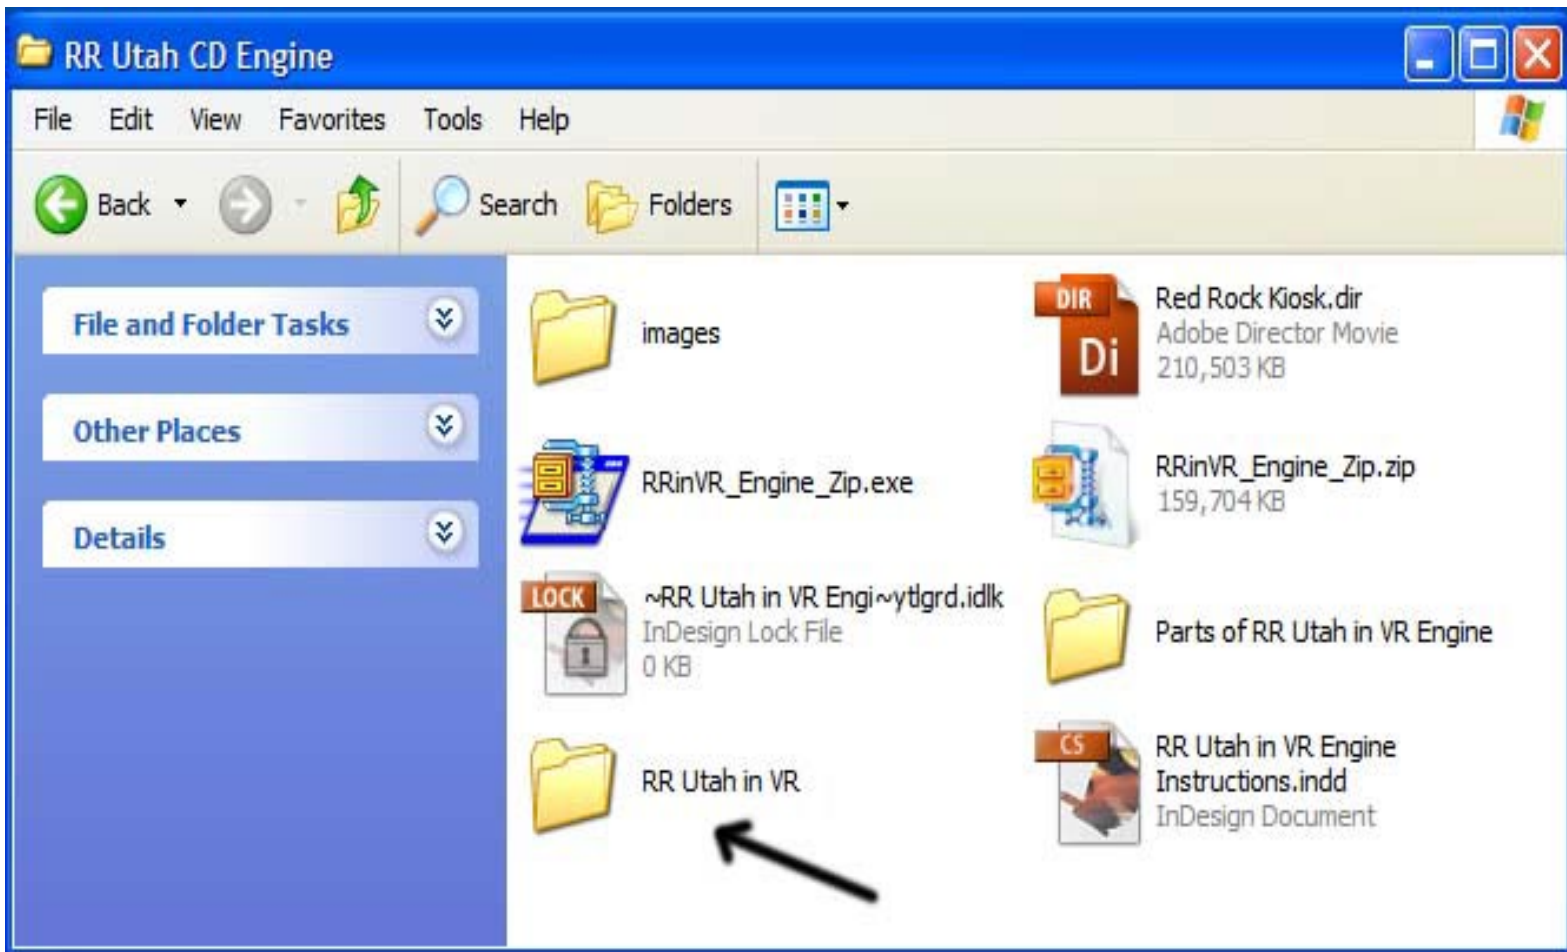 RR Utah CD Engine
File Edit View Favorites Tools Help
Back Search Folders
File and Folder Tasks
Other Places
Details
images
DIR
Di
Red Rock Kiosk.dir
Adobe Director Movie
210,503 KB
RRinVR_Engine_Zip.exe
RRinVR_Engine_Zip.zip
159,704 KB
LOCK
~RR Utah in VR Engi~ytlgrd.idlk
InDesign Lock File
0 KB
Parts of RR Utah in VR Engine
RR Utah in VR
CS
RR Utah in VR Engine
Instructions.indd
InDesign Document